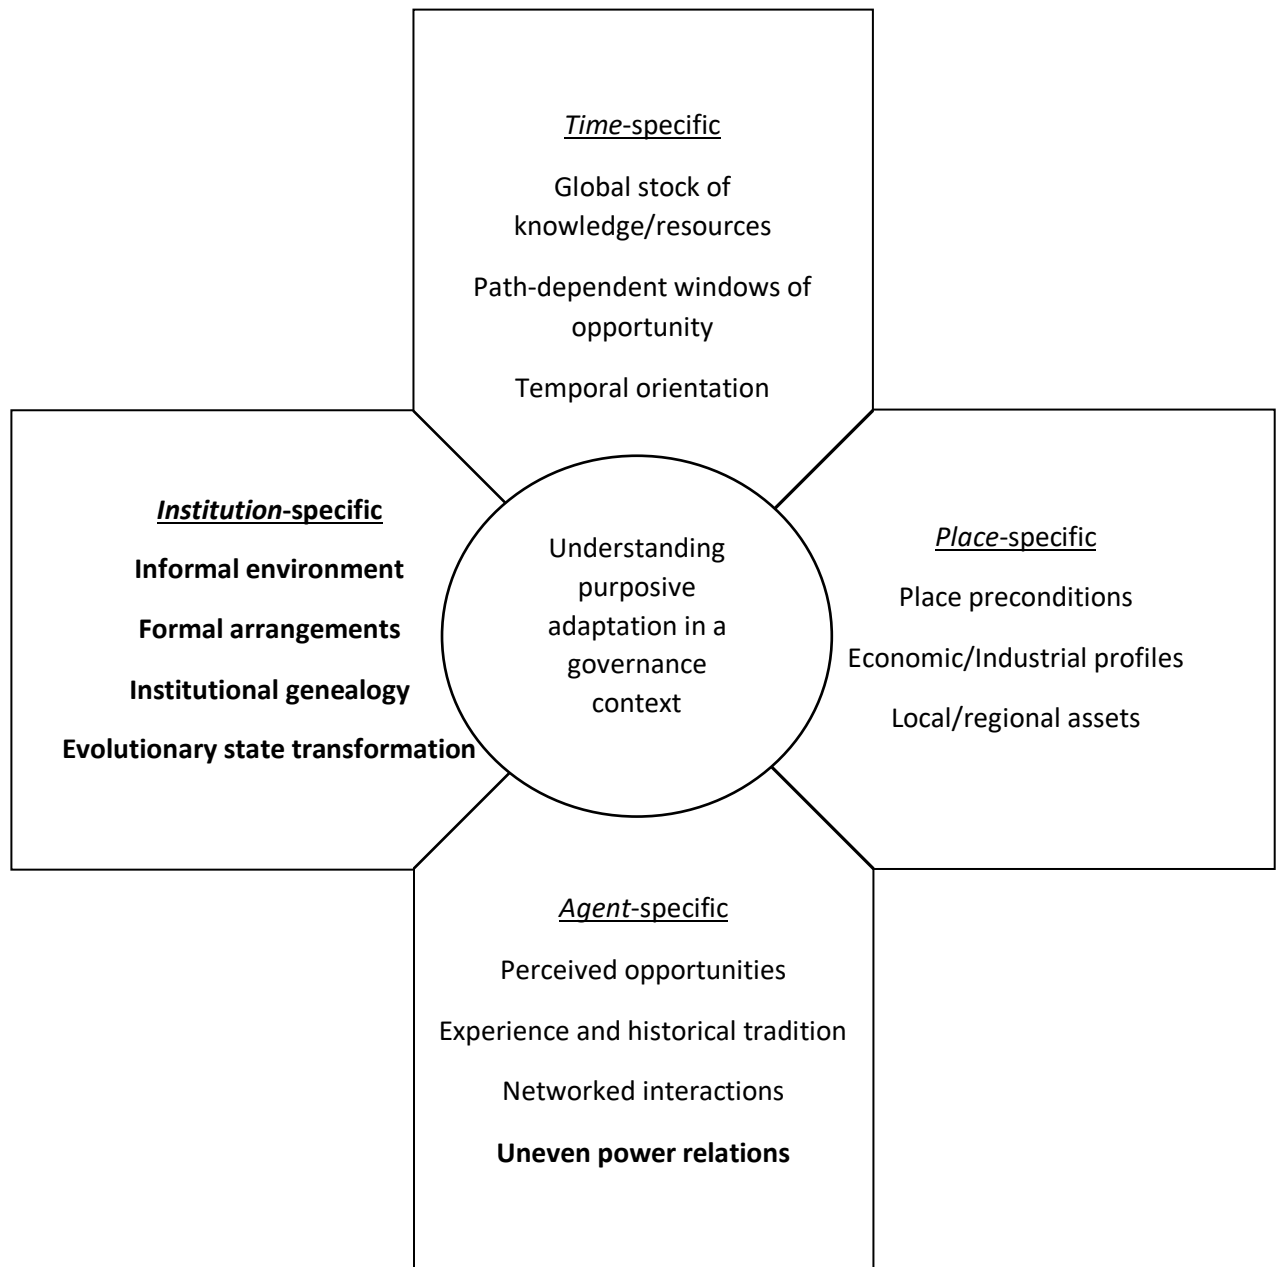 Time-specific
Global stock of
knowledge/resources
Path-dependent windows of
opportunity
Temporal orientation
Institution-specific
Informal environment
Formal arrangements
Institutional genealogy
Evolutionary state transformation
Understanding
purposive
adaptation in a
governance
context
Place-specific
Place preconditions
Economic/Industrial profiles
Local/regional assets
Agent-specific
Perceived opportunities
Experience and historical tradition
Networked interactions
Uneven power relations